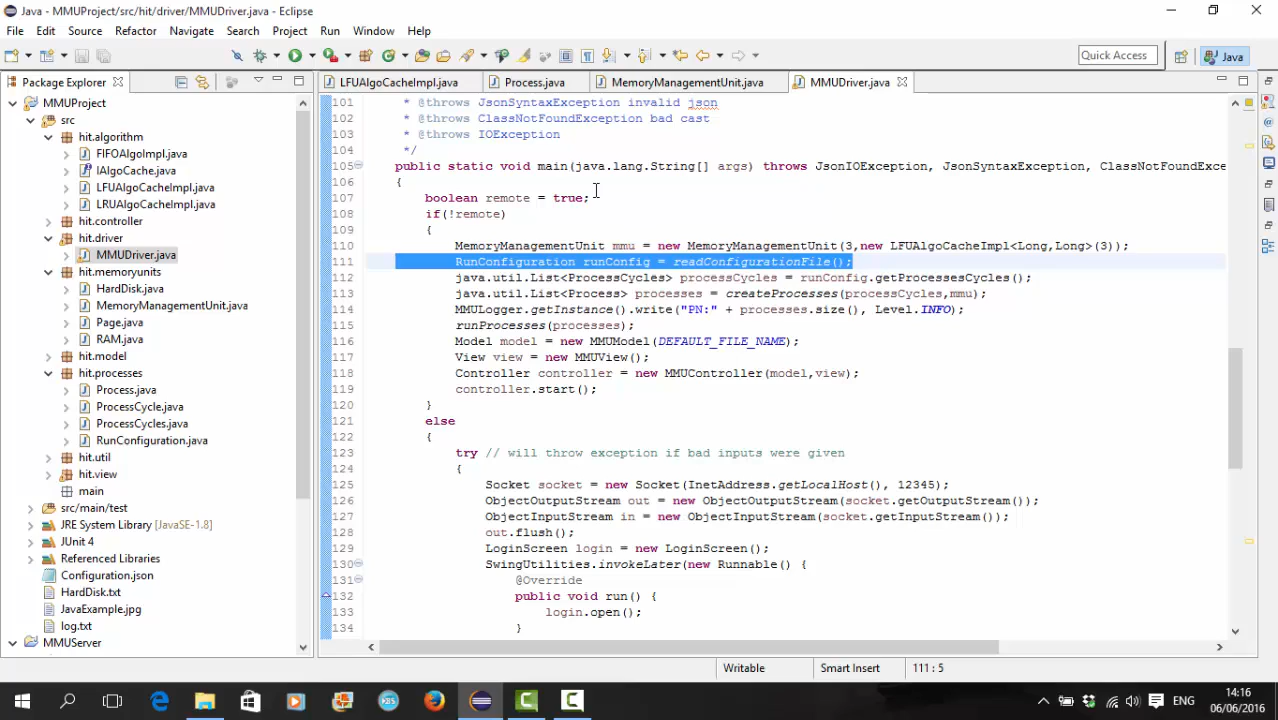 Java - MMUProject/src/hit/driver/MMUDriver.java - Eclipse
File Edit Source Refactor Navigate Search Project Run Window Help
Quick Access
Java
Package Explorer
MMUProject
src
hit.algorithm
FIFOAlgoImpl.java
IAlgoCache.java
LFUAlgoCacheImpl.java
LRUAlgoCacheImpl.java
hit.controller
hit.driver
MMUDriver.java
hit.memoryunits
HardDisk.java
MemoryManagementUnit.java
Page.java
RAM.java
hit.model
hit.processes
Process.java
ProcessCycle.java
ProcessCycles.java
RunConfiguration.java
hit.util
hit.view
main
src/main/test
JRE System Library [JavaSE-1.8]
JUnit 4
Referenced Libraries
Configuration.json
HardDisk.txt
JavaExample.jpg
log.txt
MMUServer
LFUAlgoCacheImpl.java Process.java MemoryManagementUnit.java MMUDriver.java
101 * @throws JsonSyntaxException invalid json
102 * @throws ClassNotFoundException bad cast
103 * @throws IOException
104 */
105 public static void main(java.lang.String[] args) throws JsonIOException, JsonSyntaxException, ClassNotFoundExce
106 {
107 boolean remote = true;
108 if(!remote)
109 {
110 MemoryManagementUnit mmu = new MemoryManagementUnit(3,new LFUAlgoCacheImpl<Long,Long>(3));
111 RunConfiguration runConfig = readConfigurationFile();
112 java.util.List<ProcessCycles> processCycles = runConfig.getProcessesCycles();
113 java.util.List<Process> processes = createProcesses(processCycles,mmu);
114 MMULogger.getInstance().write("PN:" + processes.size(), Level.INFO);
115 runProcesses(processes);
116 Model model = new MMUModel(DEFAULT_FILE_NAME);
117 View view = new MMUView();
118 Controller controller = new MMUController(model,view);
119 controller.start();
120 }
121 else
122 {
123 try // will throw exception if bad inputs were given
124 {
125 Socket socket = new Socket(InetAddress.getLocalHost(), 12345);
126 ObjectOutputStream out = new ObjectOutputStream(socket.getOutputStream());
127 ObjectInputStream in = new ObjectInputStream(socket.getInputStream());
128 out.flush();
129 LoginScreen login = new LoginScreen();
130 SwingUtilities.invokeLater(new Runnable() {
131 @Override
132 public void run() {
133 login.open();
134 }
Writable Smart Insert 111 : 5
ENG
14:16
06/06/2016